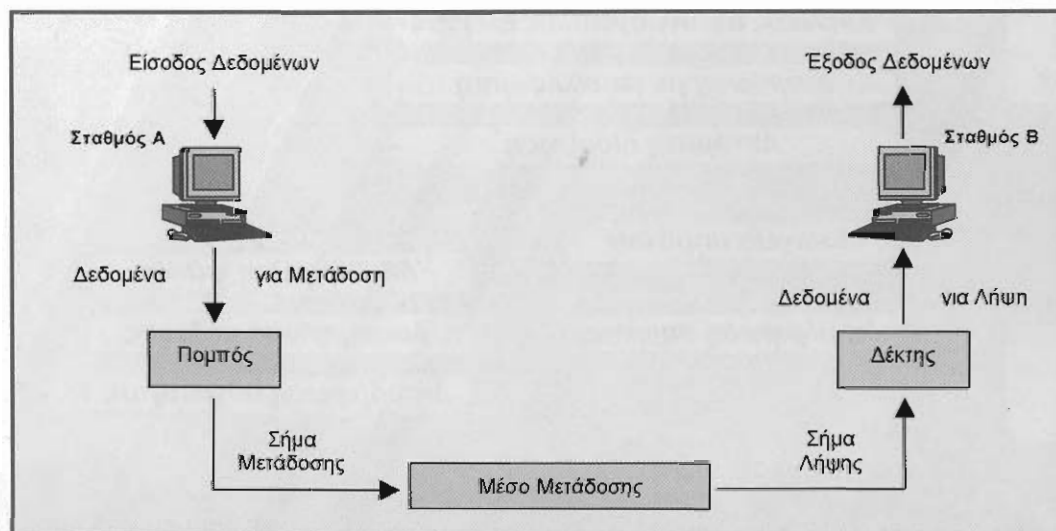 Είσοδος Δεδομένων
Έξοδος Δεδομένων
Σταθμός Α
Σταθμός Β
Δεδομένα για Μετάδοση
Δεδομένα για Λήψη
Πομπός
Δέκτης
Σήμα
Μετάδοσης
Σήμα
Λήψης
Μέσο Μετάδοσης